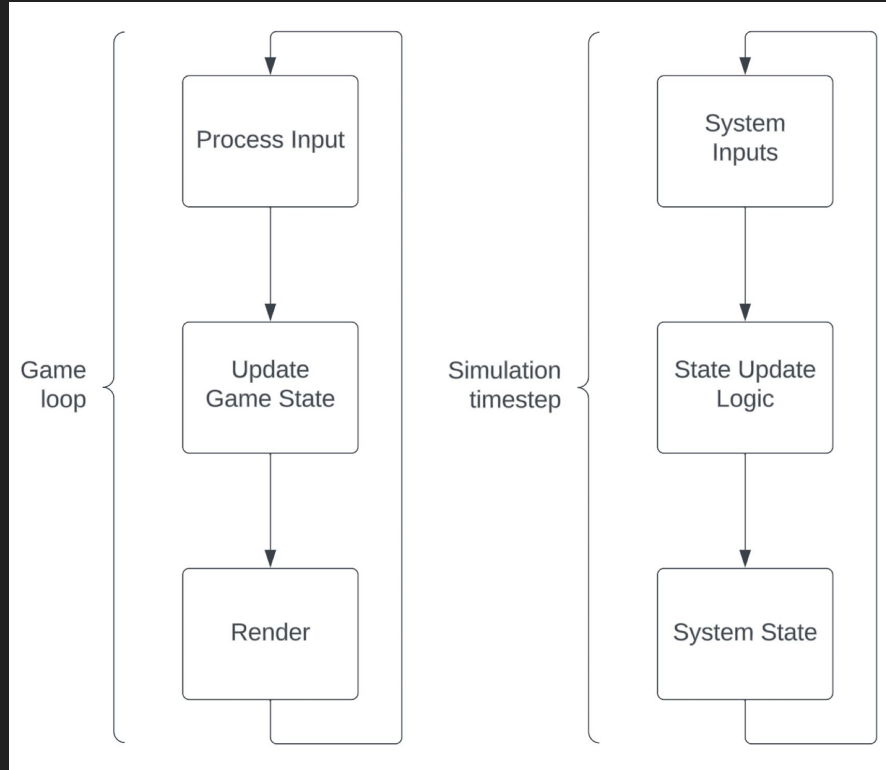 Process Input
Update
Game State
Render
Game
loop
System
Inputs
State Update
Logic
System State
Simulation
timestep